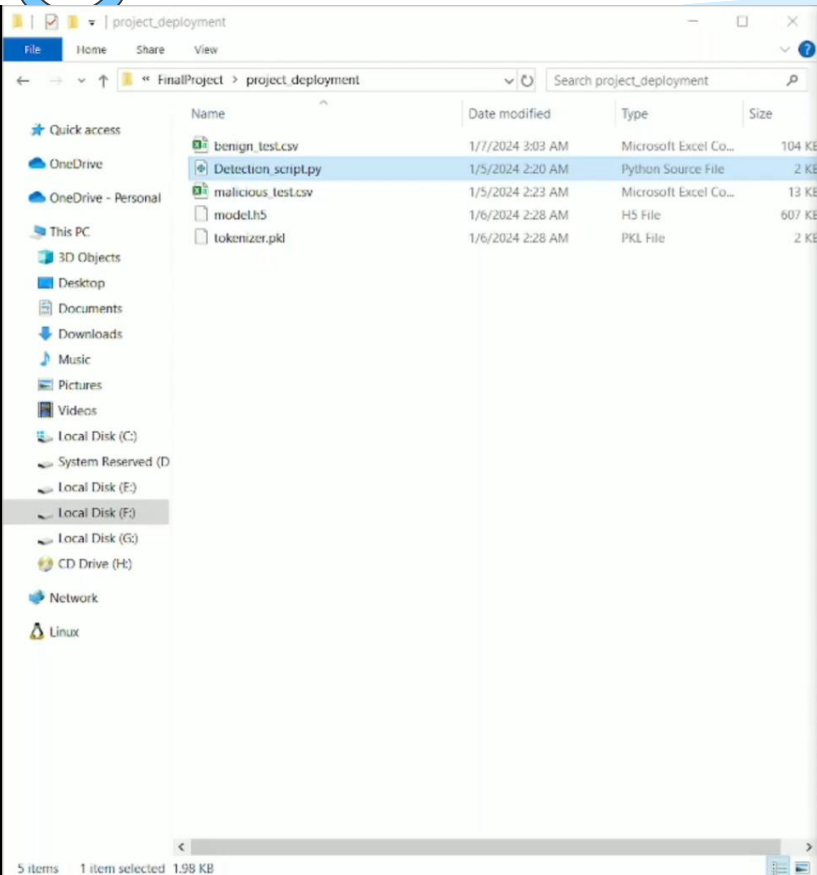 project_deployment
File Home Share View
« FinalProject > project_deployment Search project_deployment
Name Date modified Type Size
Quick access
OneDrive
OneDrive - Personal
This PC
3D Objects
Desktop
Documents
Downloads
Music
Pictures
Videos
Local Disk (C:)
System Reserved (D
Local Disk (E:)
Local Disk (F:)
Local Disk (G:)
CD Drive (H:)
Network
Linux
benign_test.csv 1/7/2024 3:03 AM Microsoft Excel Co... 104 KB
Detection_script.py 1/5/2024 2:20 AM Python Source File 2 KB
malicious_test.csv 1/5/2024 2:23 AM Microsoft Excel Co... 13 KB
model.h5 1/6/2024 2:28 AM H5 File 607 KB
tokenizer.pkl 1/6/2024 2:28 AM PKL File 2 KB
5 items 1 item selected 1.98 KB